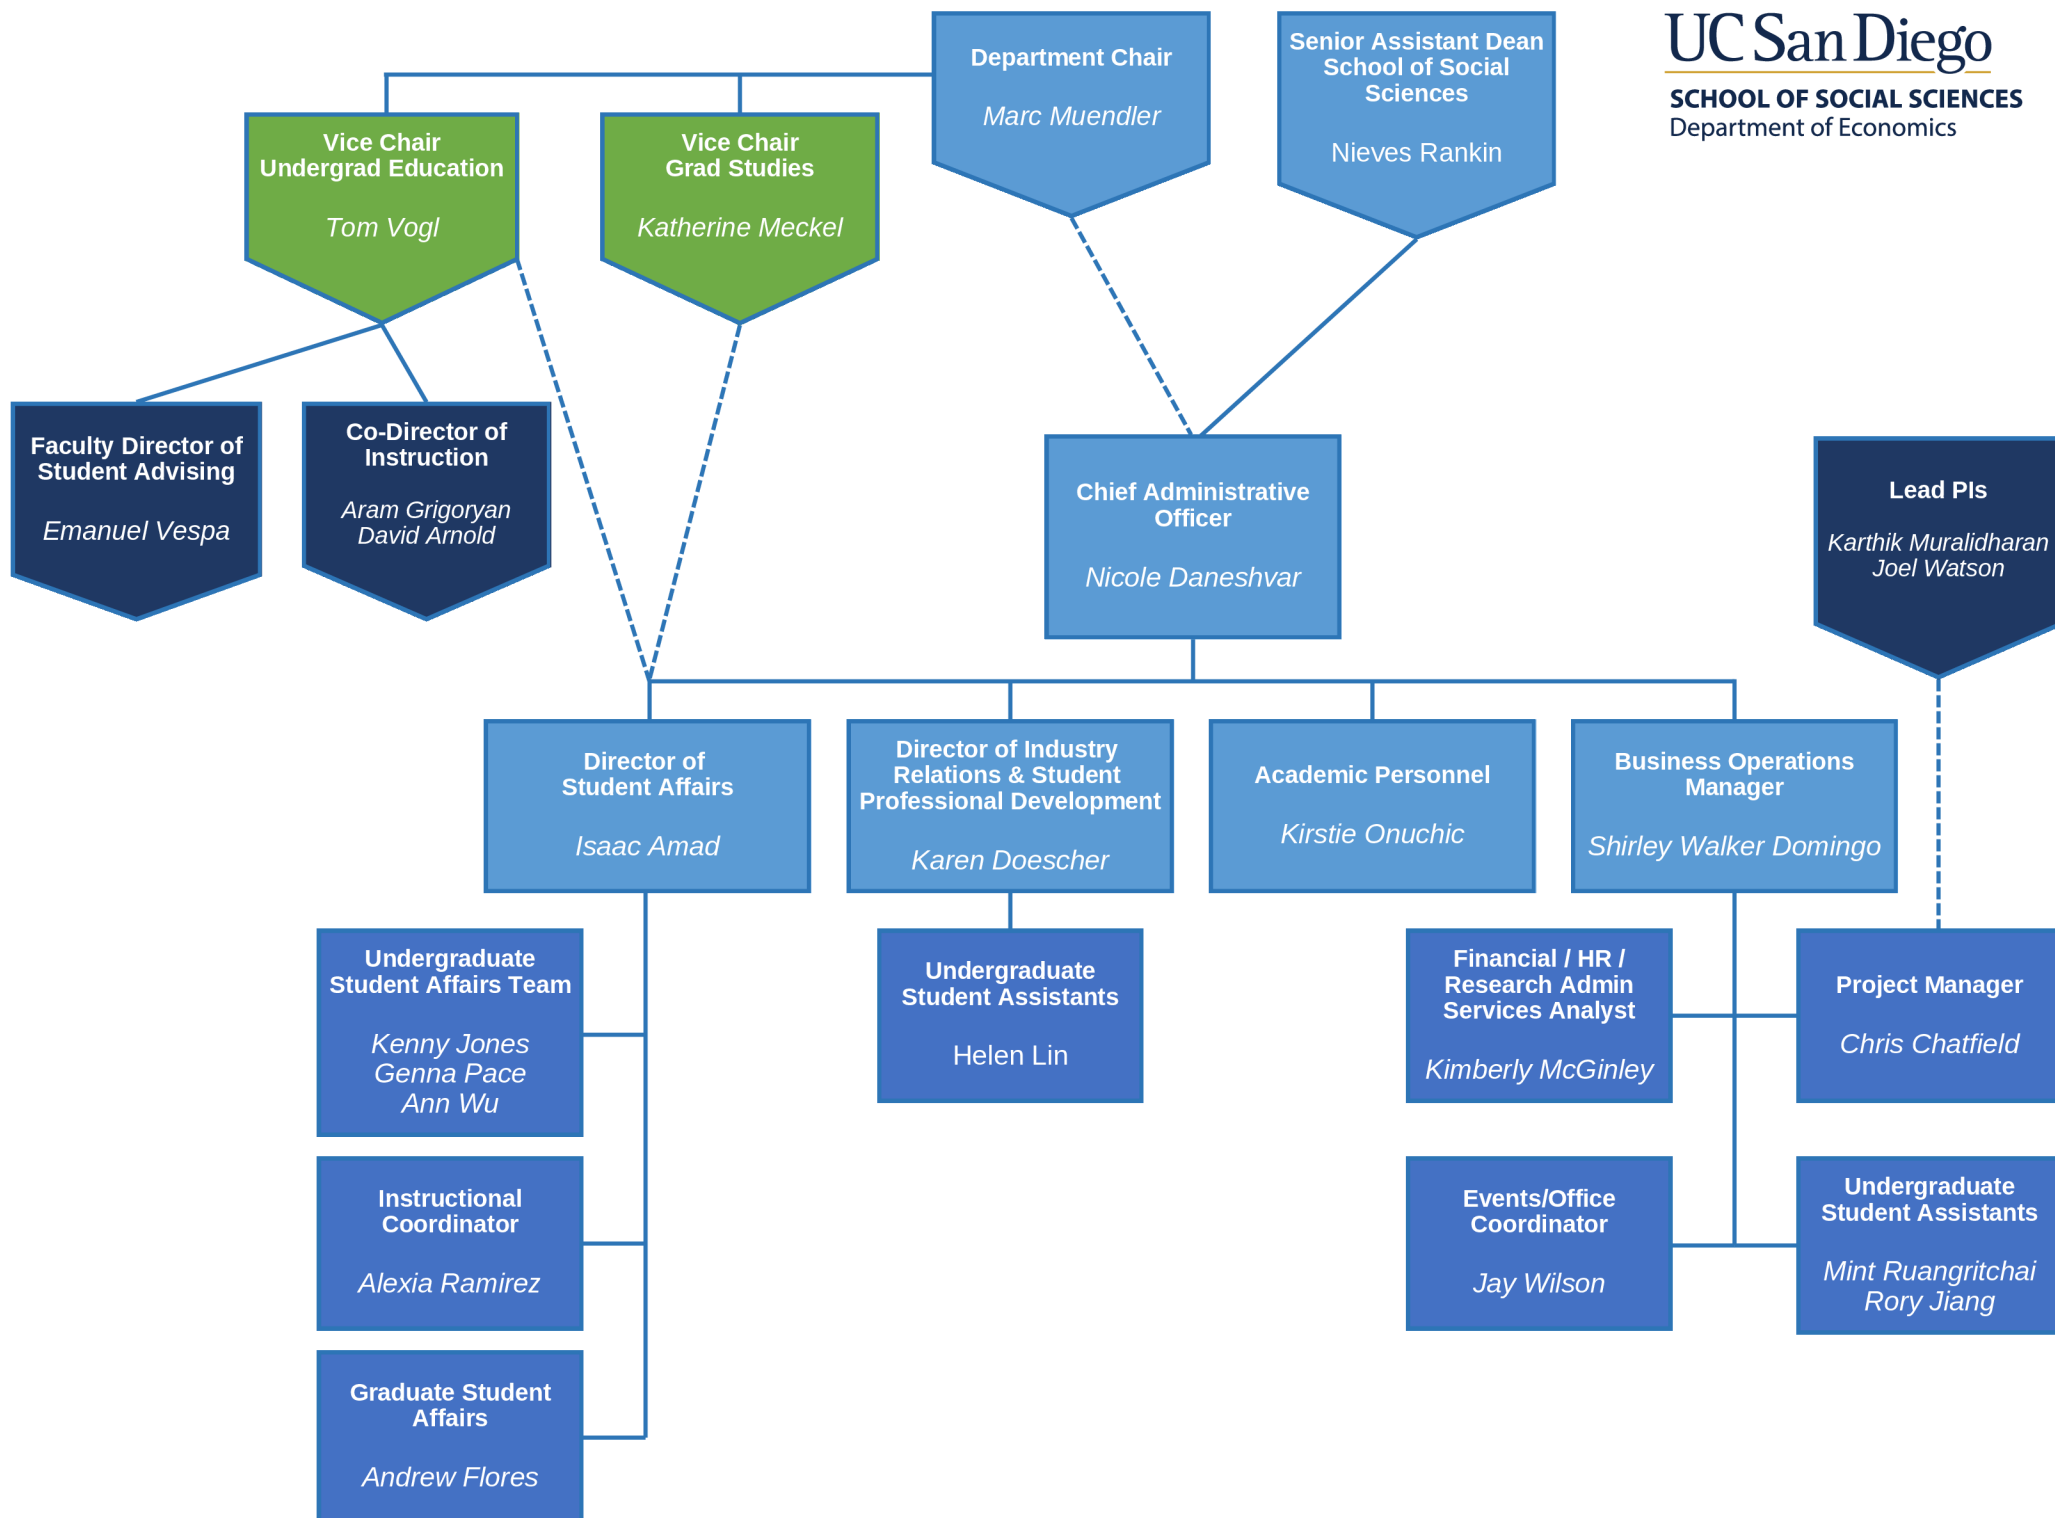 Department Chair
Marc Muendler
Senior Assistant Dean
School of Social
Sciences
Nieves Rankin
UC San Diego
SCHOOL OF SOCIAL SCIENCES
Department of Economics
Vice Chair
Undergrad Education
Tom Vogl
Vice Chair
Grad Studies
Katherine Meckel
Faculty Director of
Student Advising
Emanuel Vespa
Co-Director of
Instruction
Aram Grigoryan
David Arnold
Chief Administrative
Officer
Nicole Daneshvar
Lead PIs
Karthik Muralidharan
Joel Watson
Director of
Student Affairs
Isaac Amad
Director of Industry
Relations & Student
Professional Development
Karen Doescher
Academic Personnel
Kirstie Onuchic
Business Operations
Manager
Shirley Walker Domingo
Undergraduate
Student Affairs Team
Kenny Jones
Genna Pace
Ann Wu
Undergraduate
Student Assistants
Helen Lin
Financial / HR /
Research Admin
Services Analyst
Kimberly McGinley
Project Manager
Chris Chatfield
Instructional
Coordinator
Alexia Ramirez
Events/Office
Coordinator
Jay Wilson
Undergraduate
Student Assistants
Mint Ruangritchai
Rory Jiang
Graduate Student
Affairs
Andrew Flores